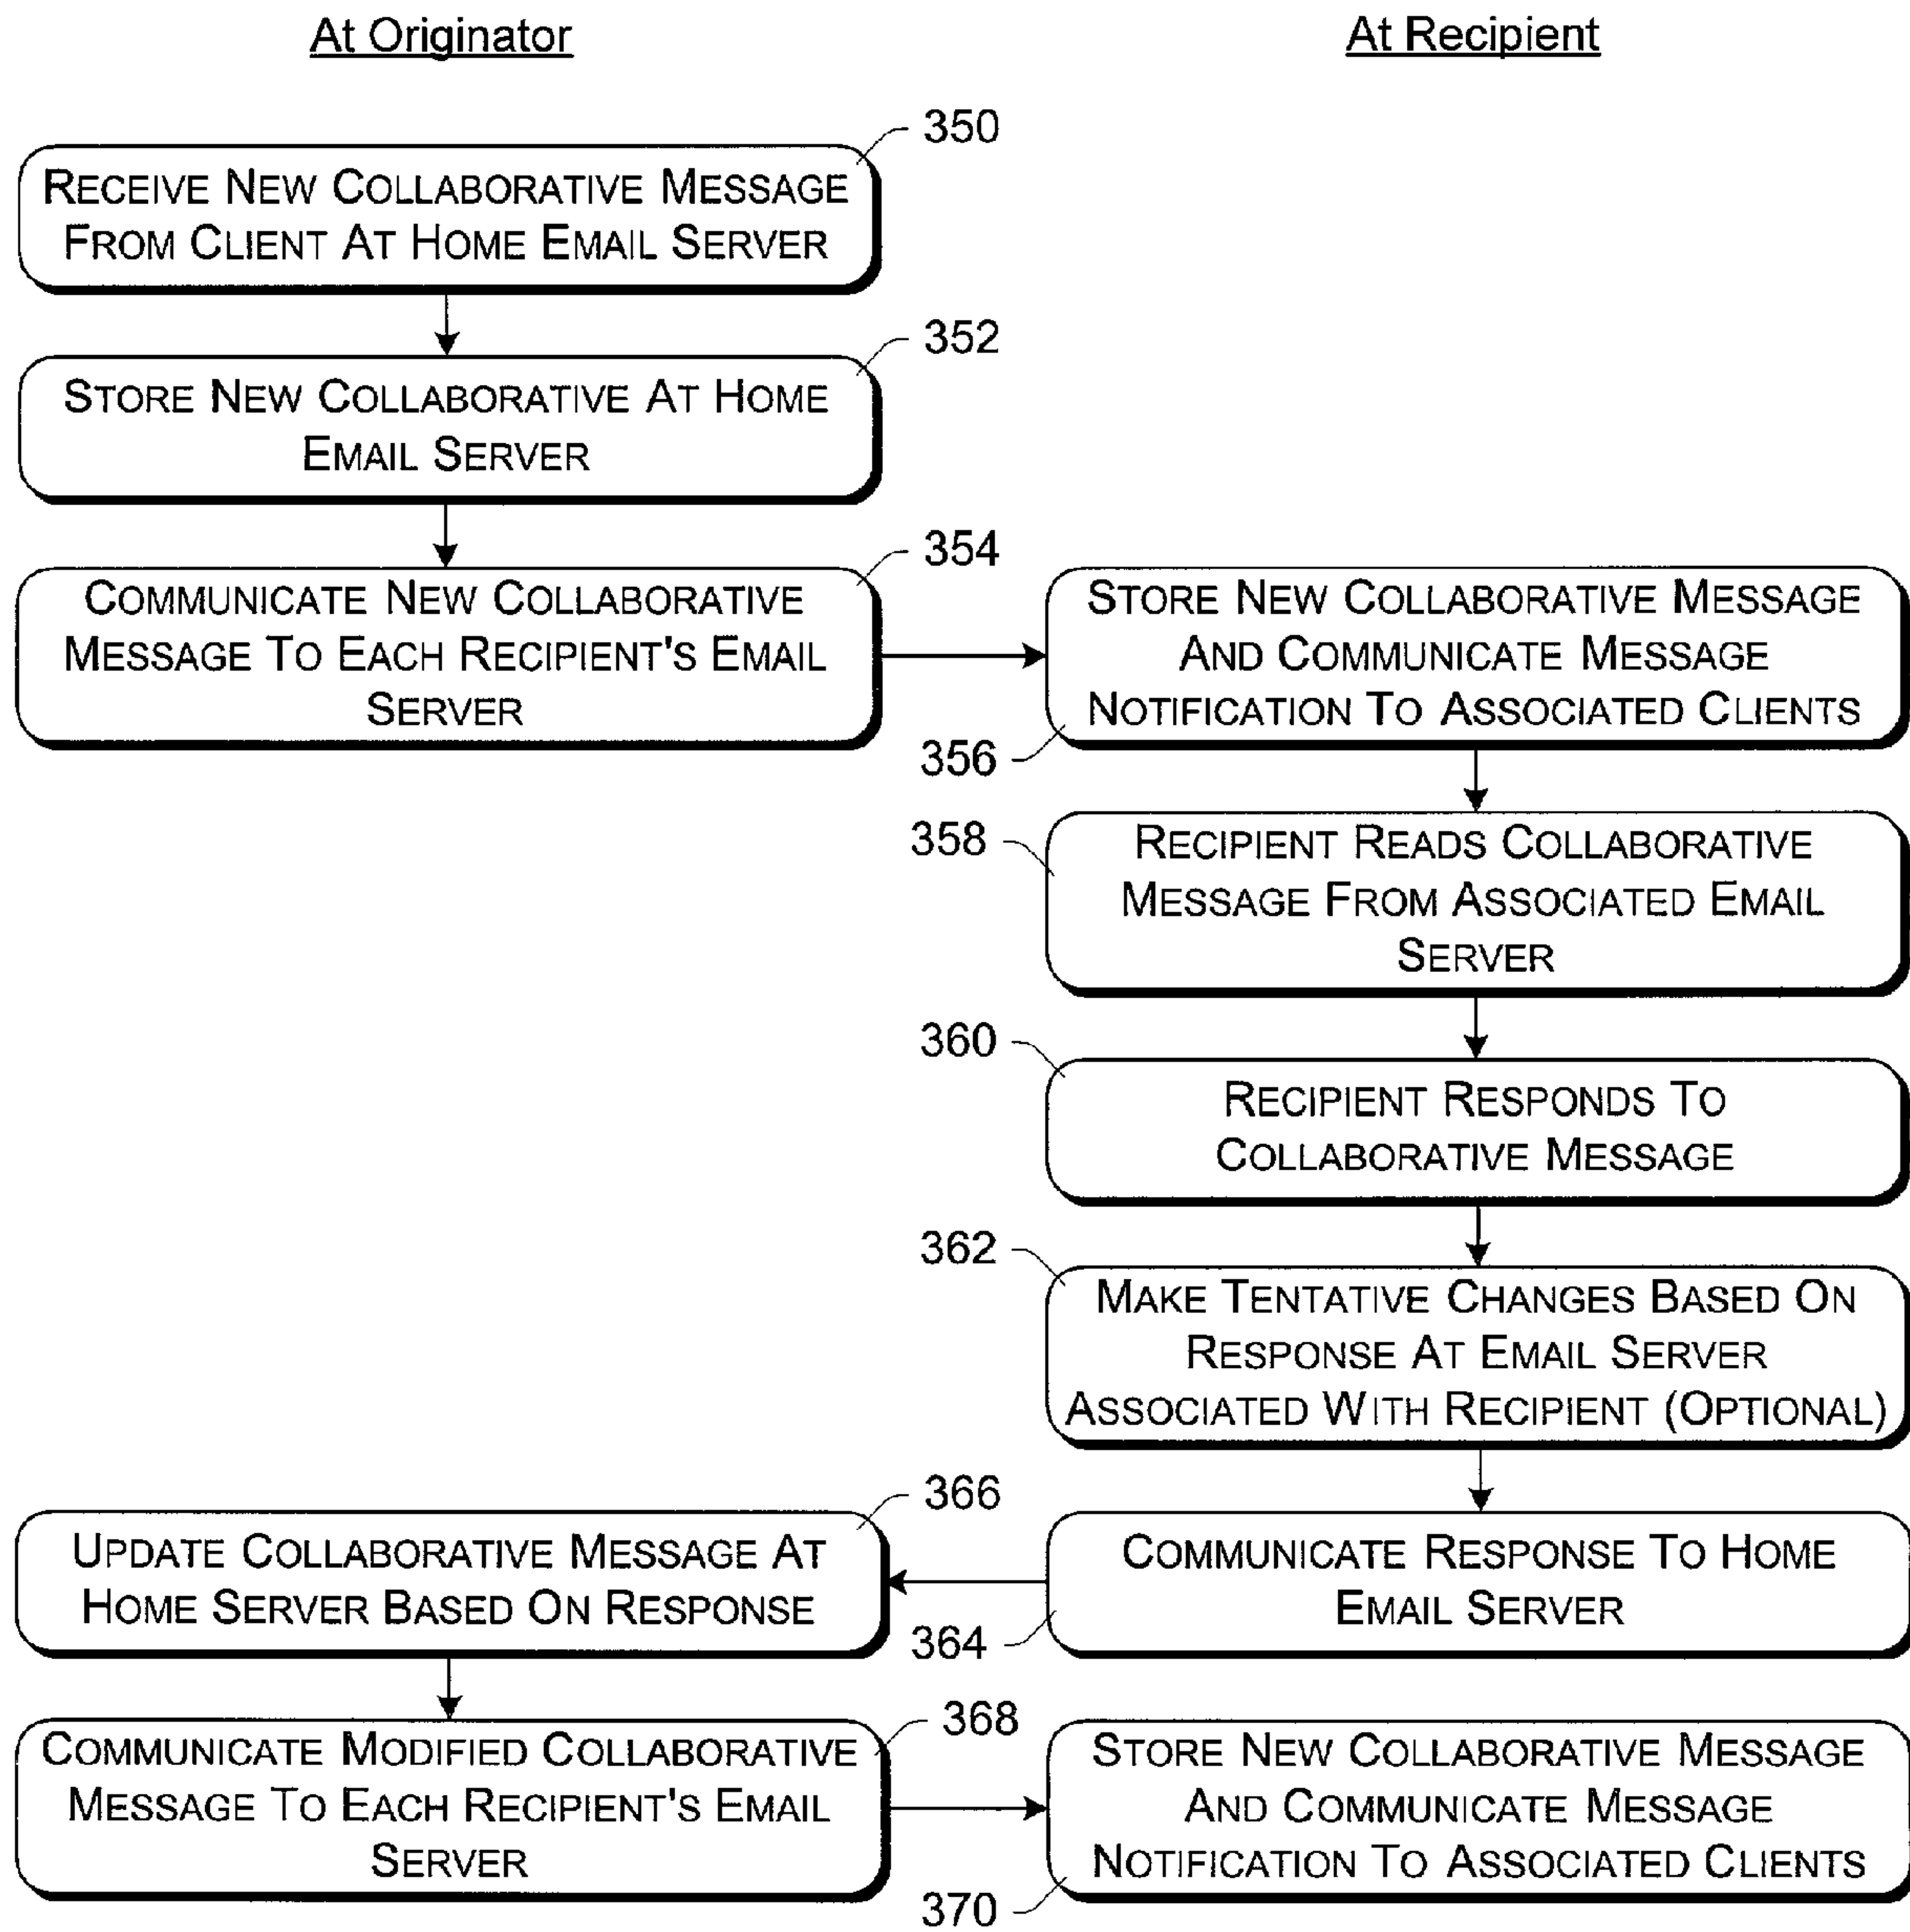 At Originator
At Recipient
350
RECEIVE NEW COLLABORATIVE MESSAGE
FROM CLIENT AT HOME EMAIL SERVER
352
STORE NEW COLLABORATIVE AT HOME
EMAIL SERVER
354
COMMUNICATE NEW COLLABORATIVE
MESSAGE TO EACH RECIPIENT'S EMAIL
SERVER
STORE NEW COLLABORATIVE MESSAGE
AND COMMUNICATE MESSAGE
NOTIFICATION TO ASSOCIATED CLIENTS
356
358
RECIPIENT READS COLLABORATIVE
MESSAGE FROM ASSOCIATED EMAIL
SERVER
360
RECIPIENT RESPONDS TO
COLLABORATIVE MESSAGE
362
MAKE TENTATIVE CHANGES BASED ON
RESPONSE AT EMAIL SERVER
ASSOCIATED WITH RECIPIENT (OPTIONAL)
COMMUNICATE RESPONSE TO HOME
EMAIL SERVER
364
366
UPDATE COLLABORATIVE MESSAGE AT
HOME SERVER BASED ON RESPONSE
368
COMMUNICATE MODIFIED COLLABORATIVE
MESSAGE TO EACH RECIPIENT'S EMAIL
SERVER
STORE NEW COLLABORATIVE MESSAGE
AND COMMUNICATE MESSAGE
NOTIFICATION TO ASSOCIATED CLIENTS
370